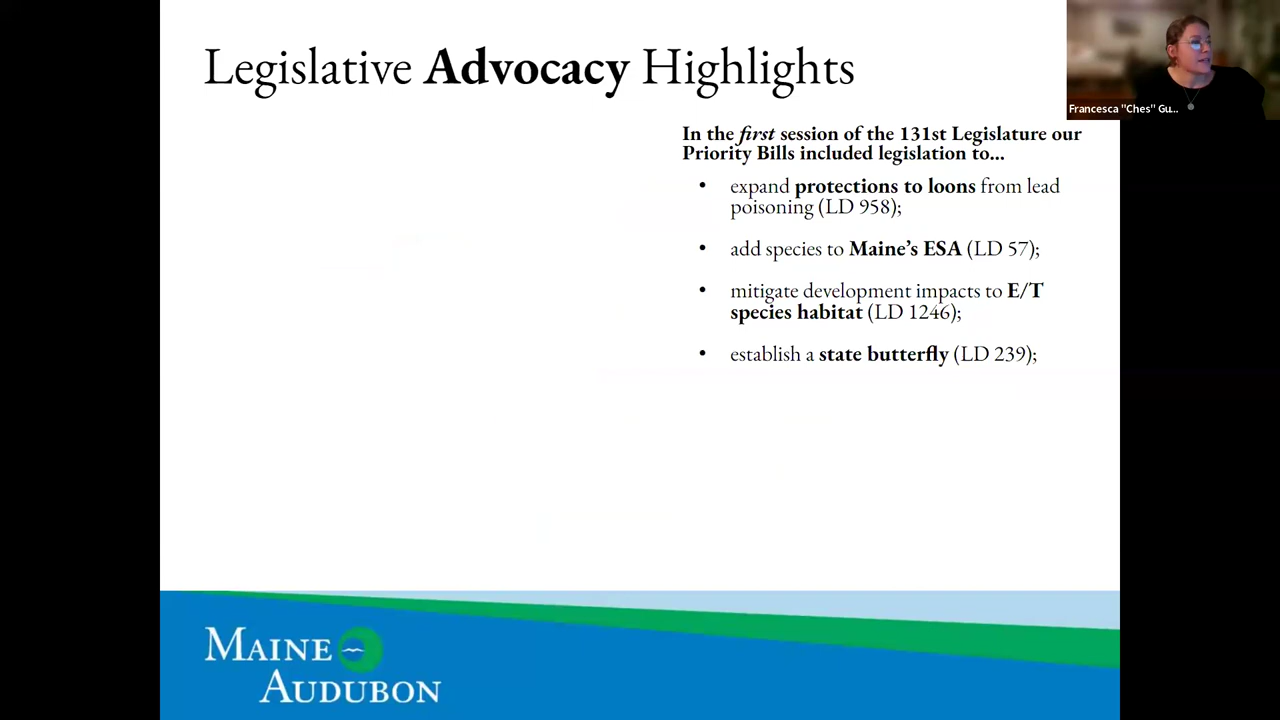 Legislative Advocacy Highlights
Francesca "Ches" Gu...
In the first session of the 131st Legislature our
Priority Bills included legislation to...
• expand protections to loons from lead
poisoning (LD 958);
• add species to Maine’s ESA (LD 57);
• mitigate development impacts to E/T
species habitat (LD 1246);
• establish a state butterfly (LD 239);
MAINE
AUDUBON